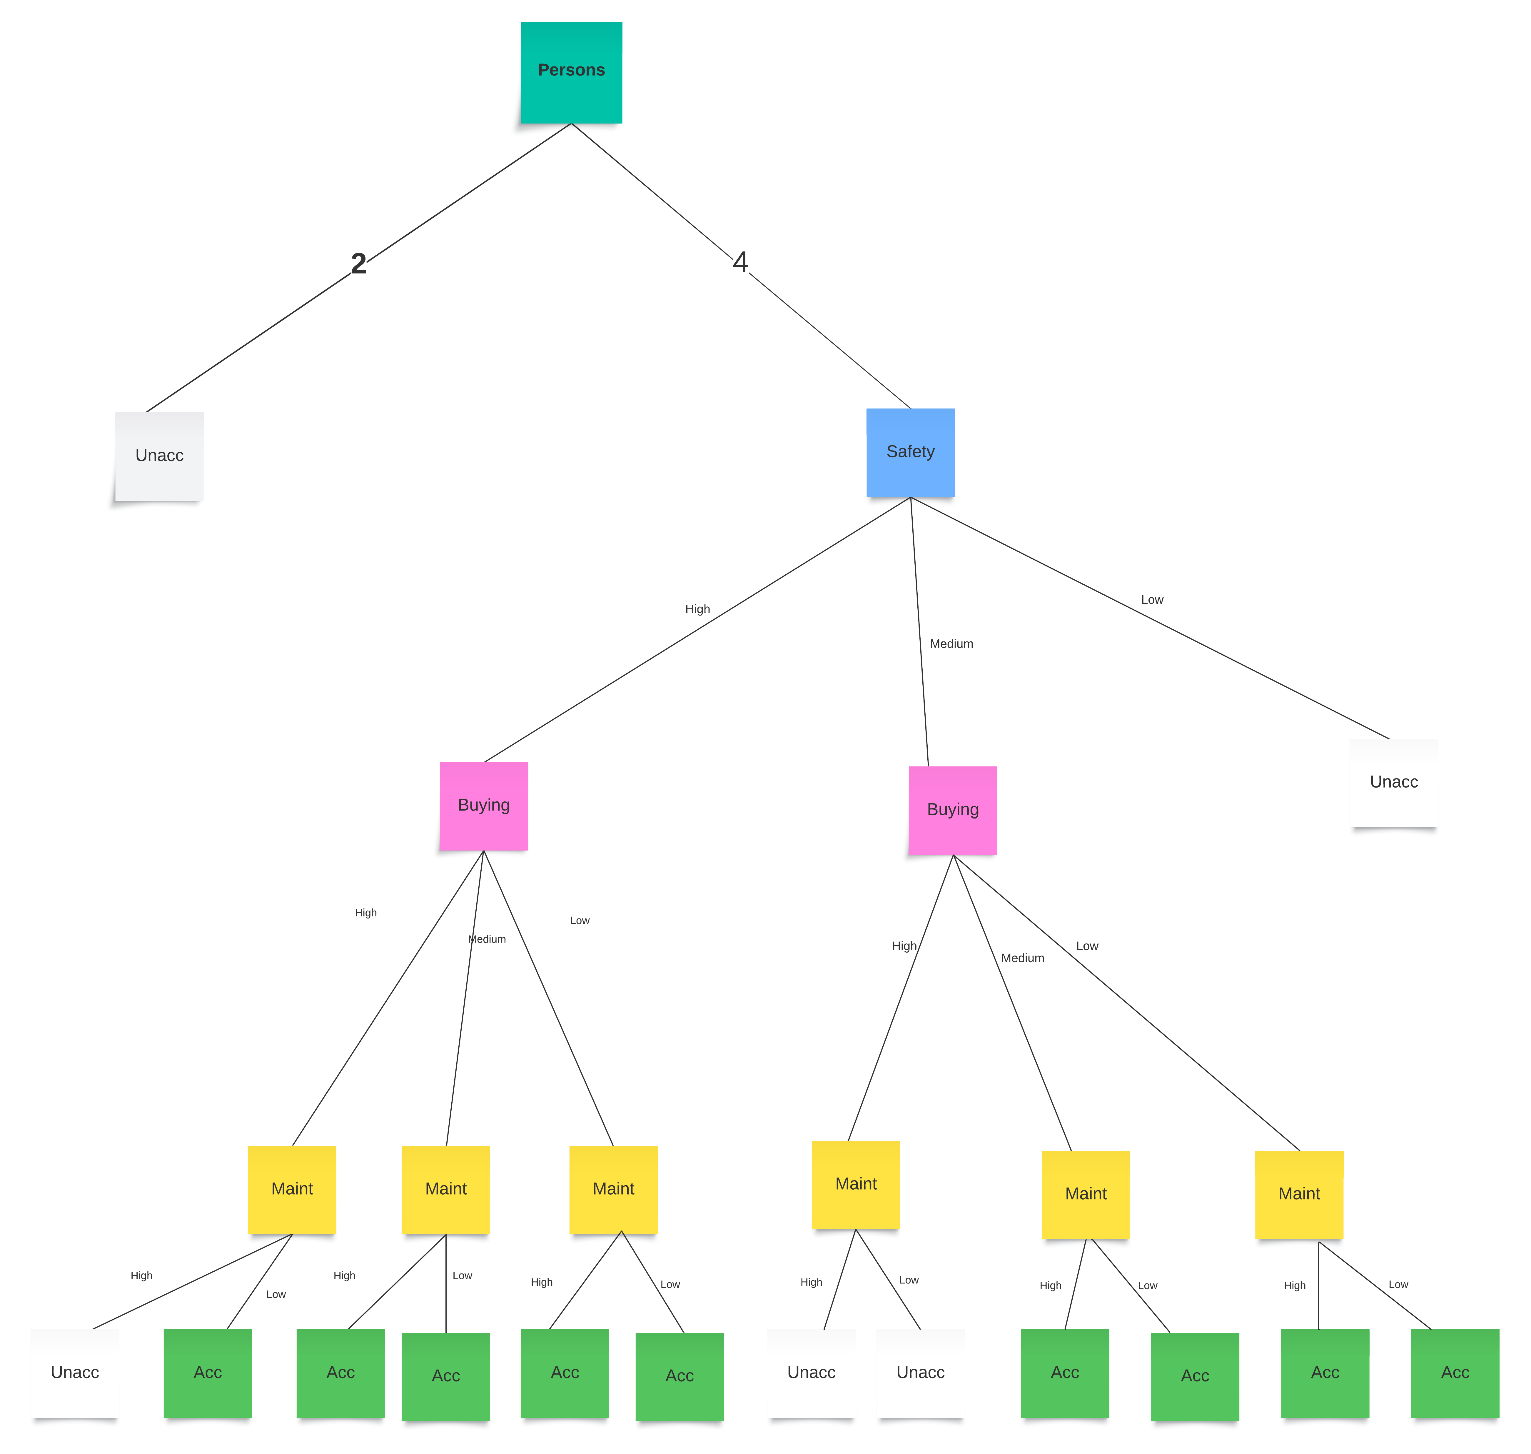 Persons
2
4
Unacc
Safety
High
Medium
Low
Buying
Buying
Unacc
High
Medium
Low
High
Medium
Low
Maint
Maint
Maint
Maint
Maint
Maint
High
Low
High
Low
High
Low
High
Low
High
Low
High
Low
Unacc
Acc
Acc
Acc
Acc
Acc
Unacc
Unacc
Acc
Acc
Acc
Acc